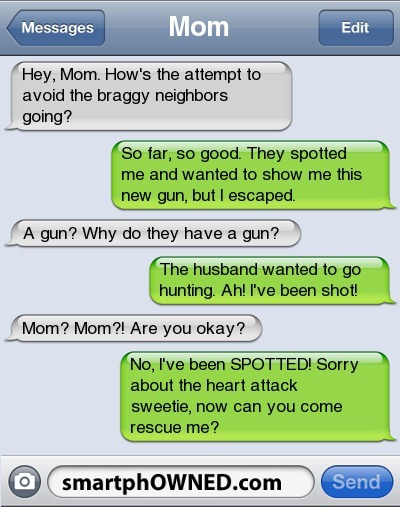 Messages
Mom
Edit
Hey, Mom. How's the attempt to
avoid the braggy neighbors
going?
So far, so good. They spotted
me and wanted to show me this
new gun, but I escaped.
A gun? Why do they have a gun?
The husband wanted to go
hunting. Ah! I've been shot!
Mom? Mom?! Are you okay?
No, I've been SPOTTED! Sorry
about the heart attack
sweetie, now can you come
rescue me?
smartphOWNED.com
Send